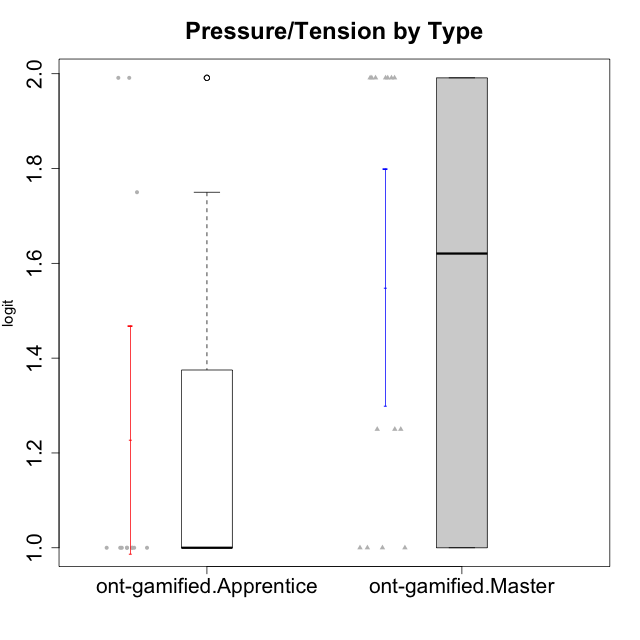 Pressure/Tension by Type
2.0
1.8
1.6
logit
1.4
1.2
1.0
ont-gamified.Apprentice ont-gamified.Master